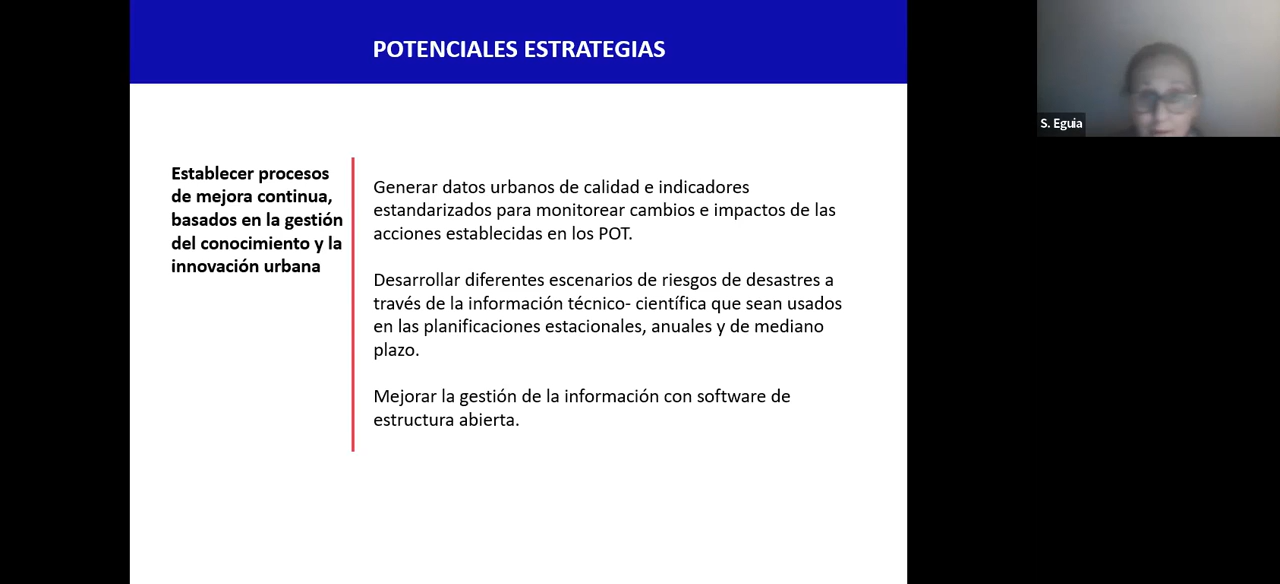 POTENCIALES ESTRATEGIAS
S. Eguia
Establecer procesos
de mejora continua,
basados en la gestión
del conocimiento y la
innovación urbana
Generar datos urbanos de calidad e indicadores
estandarizados para monitorear cambios e impactos de las
acciones establecidas en los POT.
Desarrollar diferentes escenarios de riesgos de desastres a
través de la información técnico- científica que sean usados
en las planificaciones estacionales, anuales y de mediano
plazo.
Mejorar la gestión de la información con software de
estructura abierta.